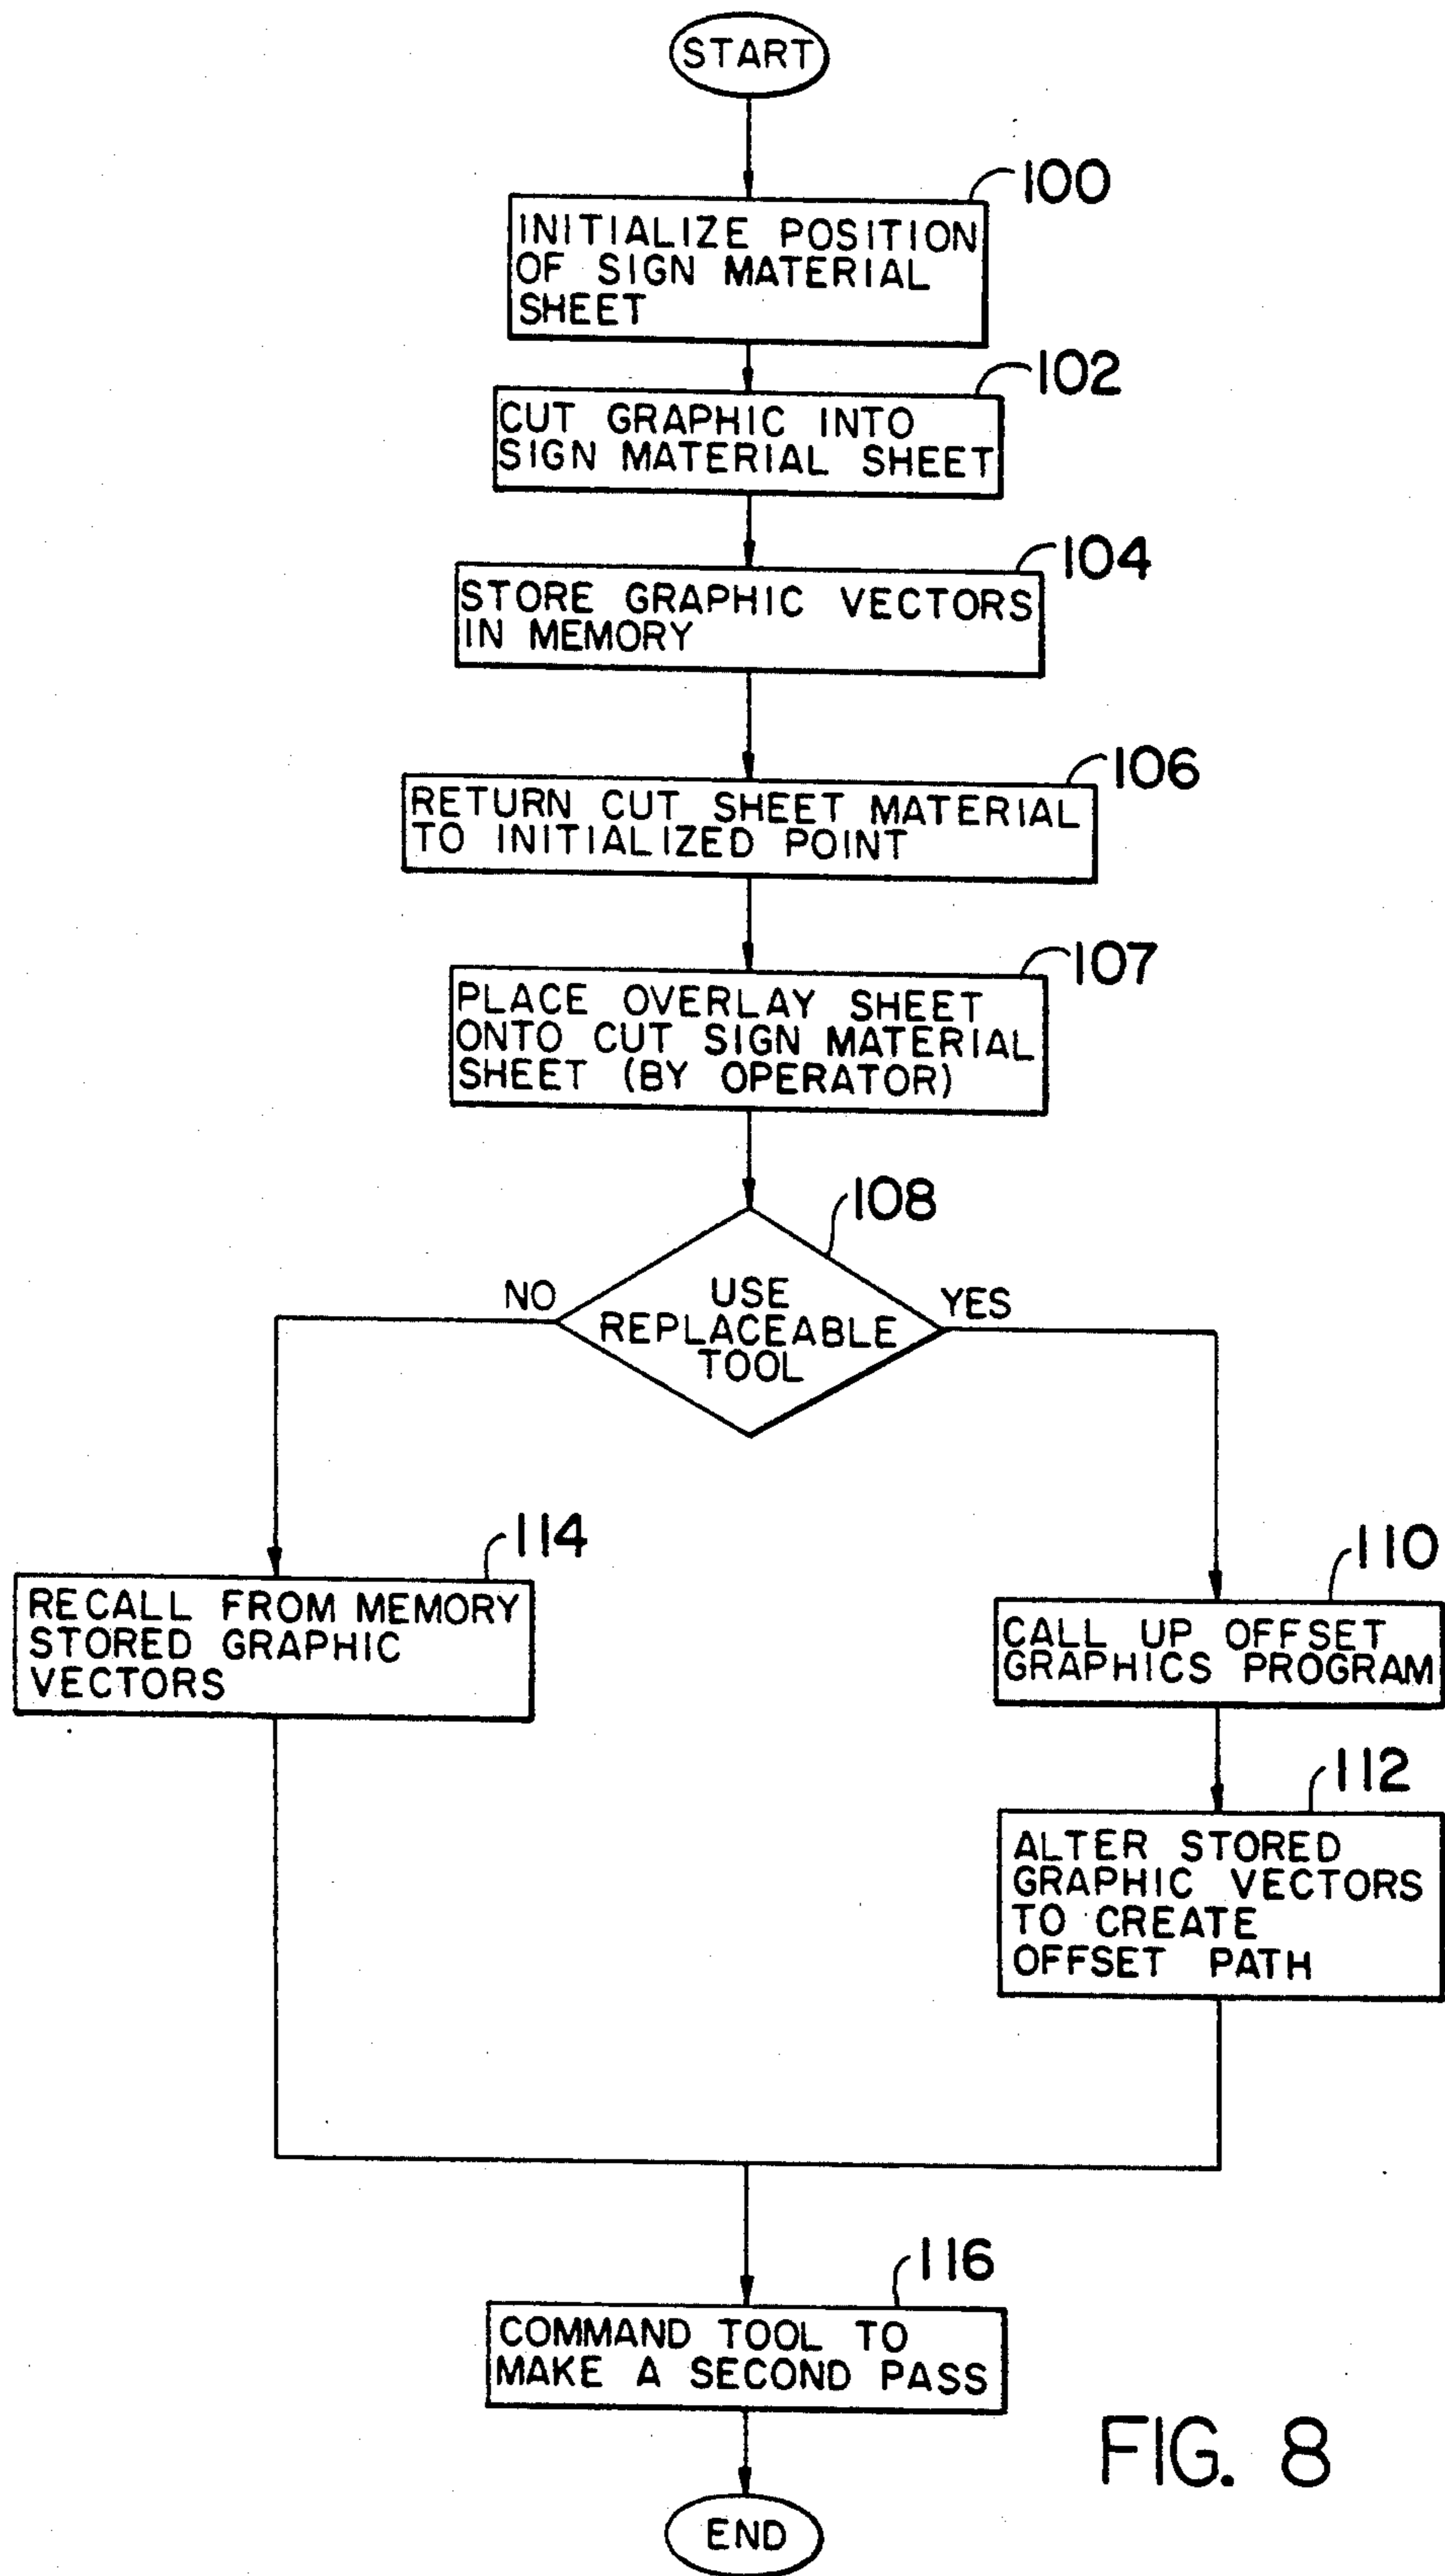 START
100
INITIALIZE POSITION
OF SIGN MATERIAL
SHEET
102
CUT GRAPHIC INTO
SIGN MATERIAL SHEET
104
STORE GRAPHIC VECTORS
IN MEMORY
106
RETURN CUT SHEET MATERIAL
TO INITIALIZED POINT
107
PLACE OVERLAY SHEET
ONTO CUT SIGN MATERIAL
SHEET (BY OPERATOR)
108
USE
REPLACEABLE
TOOL
NO
YES
114
RECALL FROM MEMORY
STORED GRAPHIC
VECTORS
110
CALL UP OFFSET
GRAPHICS PROGRAM
112
ALTER STORED
GRAPHIC VECTORS
TO CREATE
OFFSET PATH
116
COMMAND TOOL TO
MAKE A SECOND PASS
END
FIG. 8